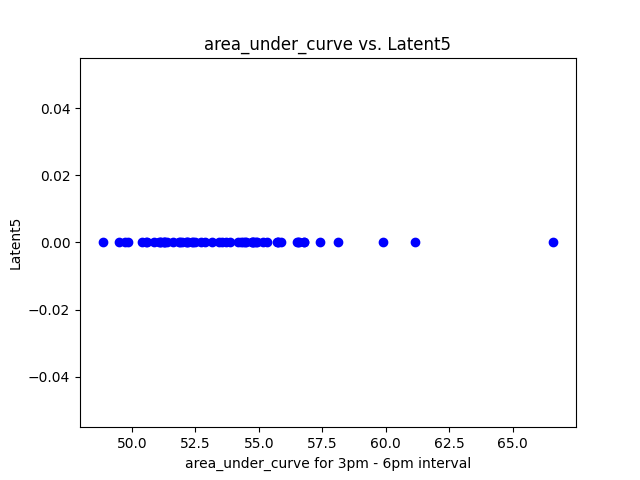 area_under_curve vs. Latent5
0.04
0.02
0.00
−0.02
−0.04
Latent5
50.0 52.5 55.0 57.5 60.0 62.5 65.0
area_under_curve for 3pm - 6pm interval